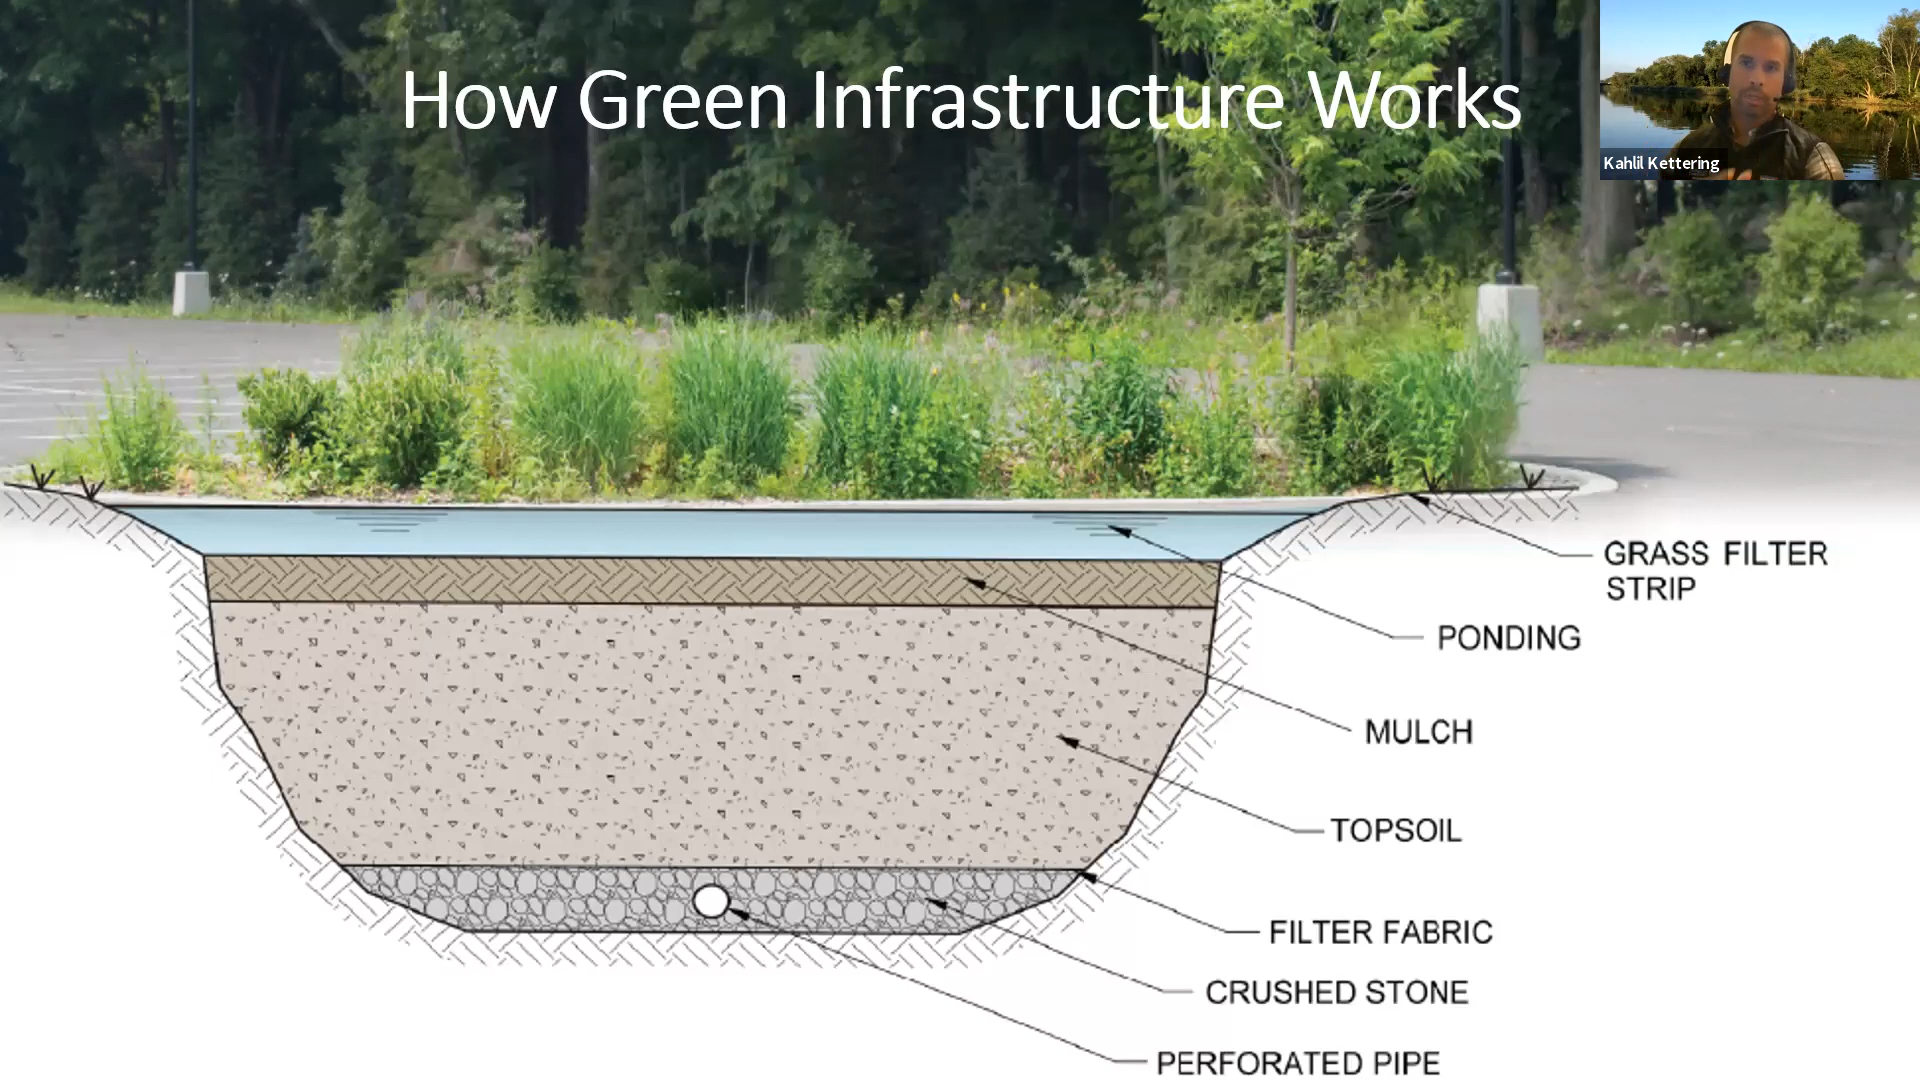 How Green Infrastructure Works
Kahlil Kettering
GRASS FILTER
STRIP
PONDING
MULCH
TOPSOIL
FILTER FABRIC
CRUSHED STONE
PERFORATED PIPE